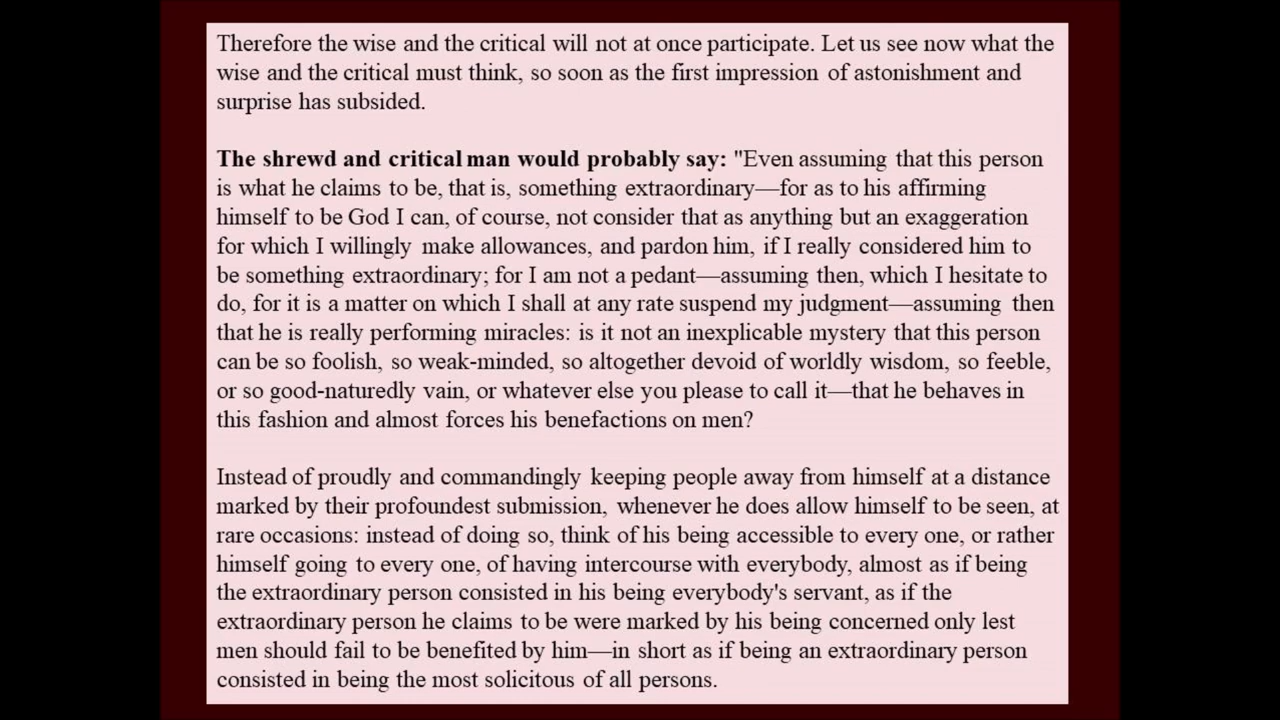 Therefore the wise and the critical will not at once participate. Let us see now what the
wise and the critical must think, so soon as the first impression of astonishment and
surprise has subsided.
The shrewd and critical man would probably say: "Even assuming that this person
is what he claims to be, that is, something extraordinary—for as to his affirming
himself to be God I can, of course, not consider that as anything but an exaggeration
for which I willingly make allowances, and pardon him, if I really considered him to
be something extraordinary; for I am not a pedant—assuming then, which I hesitate to
do, for it is a matter on which I shall at any rate suspend my judgment—assuming then
that he is really performing miracles: is it not an inexplicable mystery that this person
can be so foolish, so weak-minded, so altogether devoid of worldly wisdom, so feeble,
or so good-naturedly vain, or whatever else you please to call it—that he behaves in
this fashion and almost forces his benefactions on men?
Instead of proudly and commandingly keeping people away from himself at a distance
marked by their profoundest submission, whenever he does allow himself to be seen, at
rare occasions: instead of doing so, think of his being accessible to every one, or rather
himself going to every one, of having intercourse with everybody, almost as if being
the extraordinary person consisted in his being everybody's servant, as if the
extraordinary person he claims to be were marked by his being concerned only lest
men should fail to be benefited by him—in short as if being an extraordinary person
consisted in being the most solicitous of all persons.